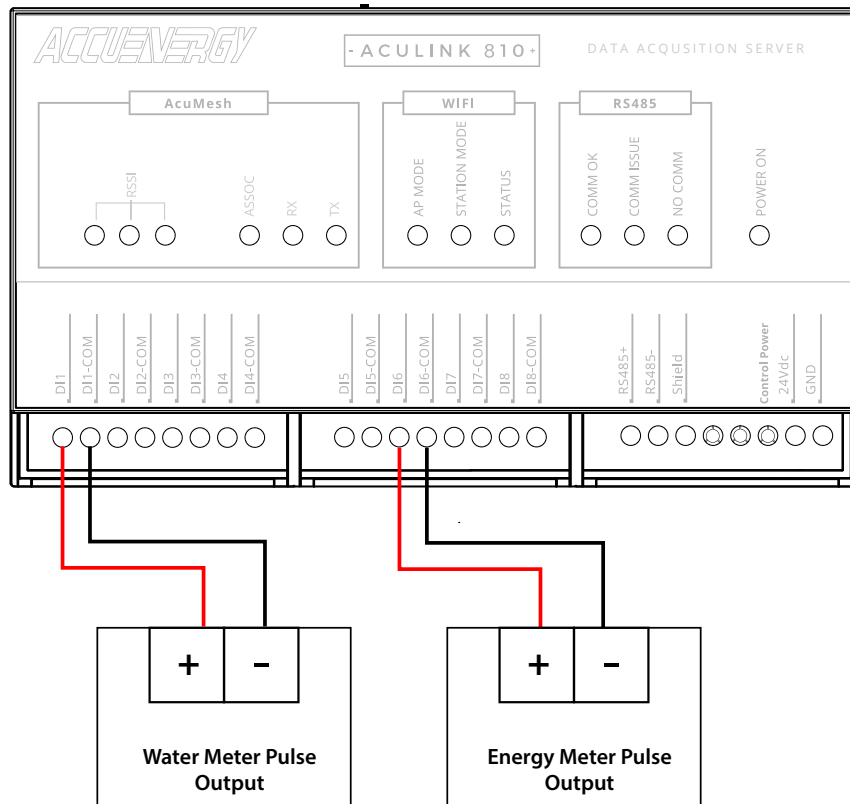 ACCUENERGY
- ACULINK 810 +
DATA ACQUSITION SERVER
AcuMesh
WIFI
RS485
RSSI
ASSOC
RX
TX
AP MODE
STATION MODE
STATUS
COMM OK
COMM ISSUE
NO COMM
POWER ON
DI1
DI1-COM
DI2
DI2-COM
DI3
DI3-COM
DI4
DI4-COM
DI5
DI5-COM
DI6
DI6-COM
DI7
DI7-COM
DI8
DI8-COM
RS485+
RS485-
Shield
Control Power
24Vdc
GND
+
-
+
-
Water Meter Pulse
Output
Energy Meter Pulse
Output